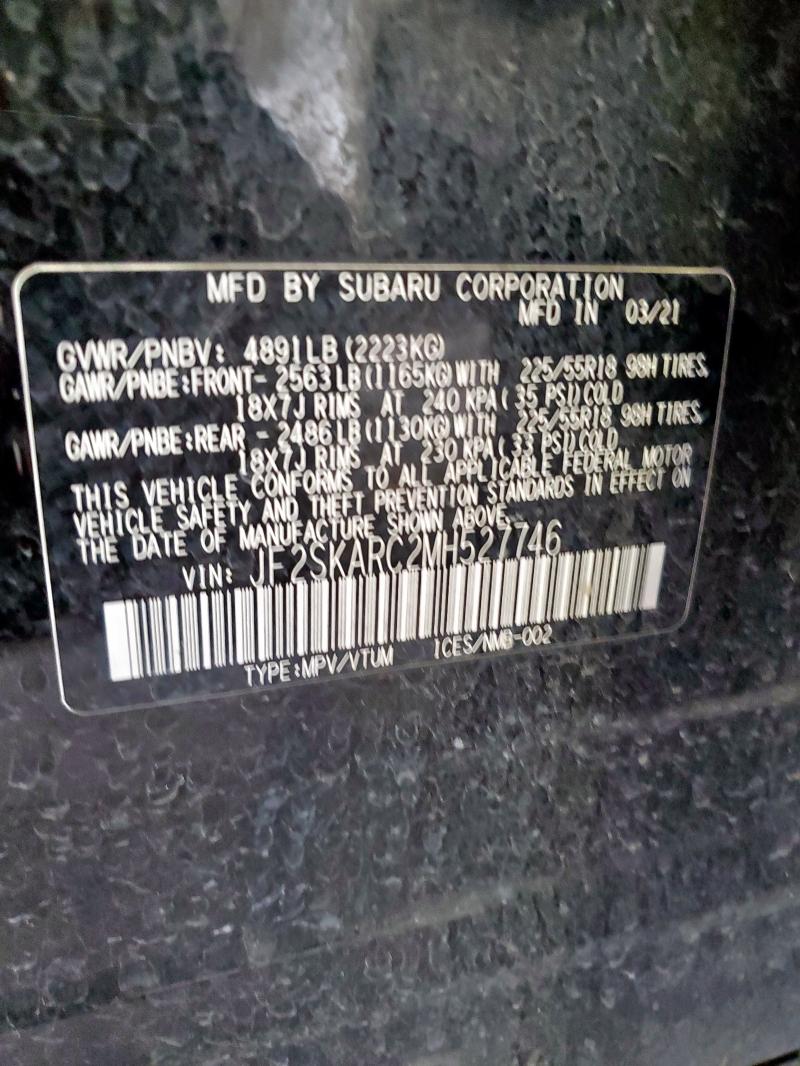 MFD BY SUBARU CORPORATION
MFD IN 03/21
GVWR/PNBV: 4891LB (2223KG)
GAWR/PNBE:FRONT- 2563LB(1165KG)WITH 225/55R18 98H TIRES,
18X7J RIMS AT 240 KPA( 35 PSI)COLD
GAWR/PNBE:REAR - 2486LB(1130KG)WITH 225/55R18 98H TIRES,
18X7J RIMS AT 230 KPA( 33 PSI)COLD
THIS VEHICLE CONFORMS TO ALL APPLICABLE FEDERAL MOTOR
VEHICLE SAFETY AND THEFT PREVENTION STANDARDS IN EFFECT ON
THE DATE OF MANUFACTURE SHOWN ABOVE.
VIN: JF2SKARC2MH527746
TYPE:MPV/VTUM ICES/NMB-002